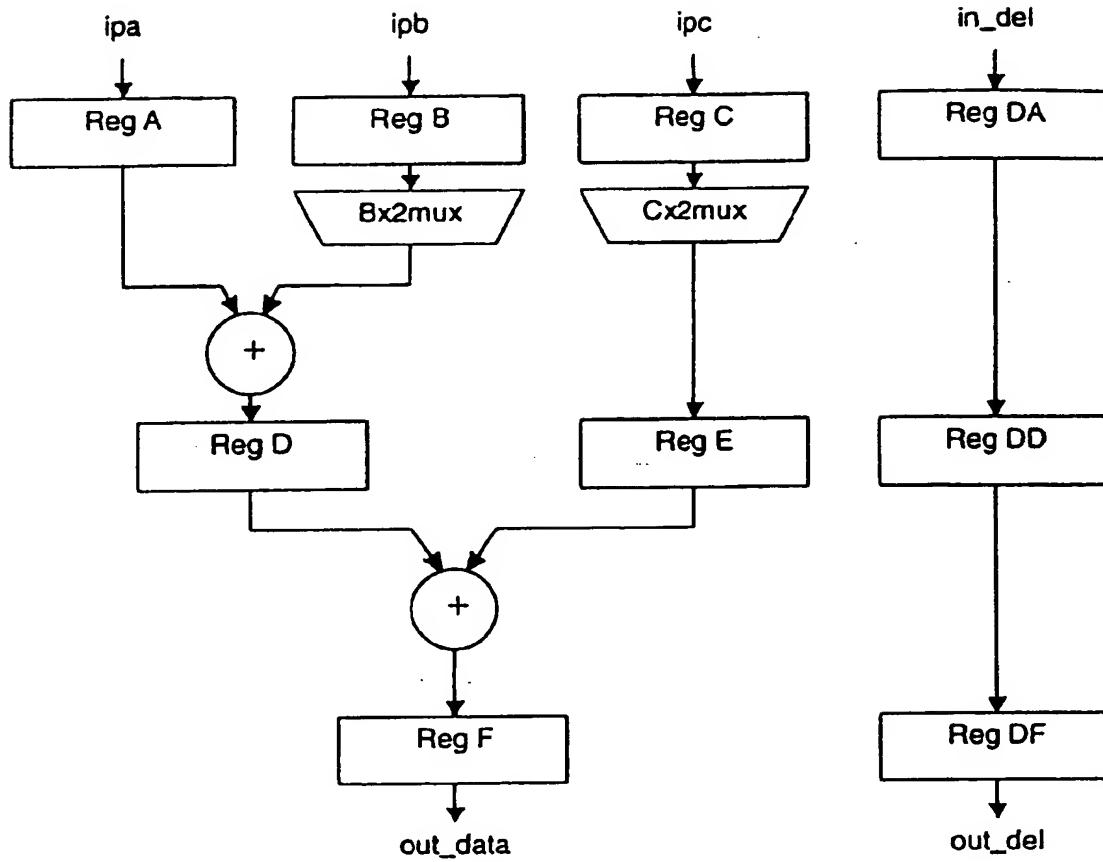 ipa
ipb
ipc
in_del
Reg A
Reg B
Reg C
Reg DA
Bx2mux
Cx2mux
+
Reg D
Reg E
Reg DD
+
Reg F
Reg DF
out_data
out_del